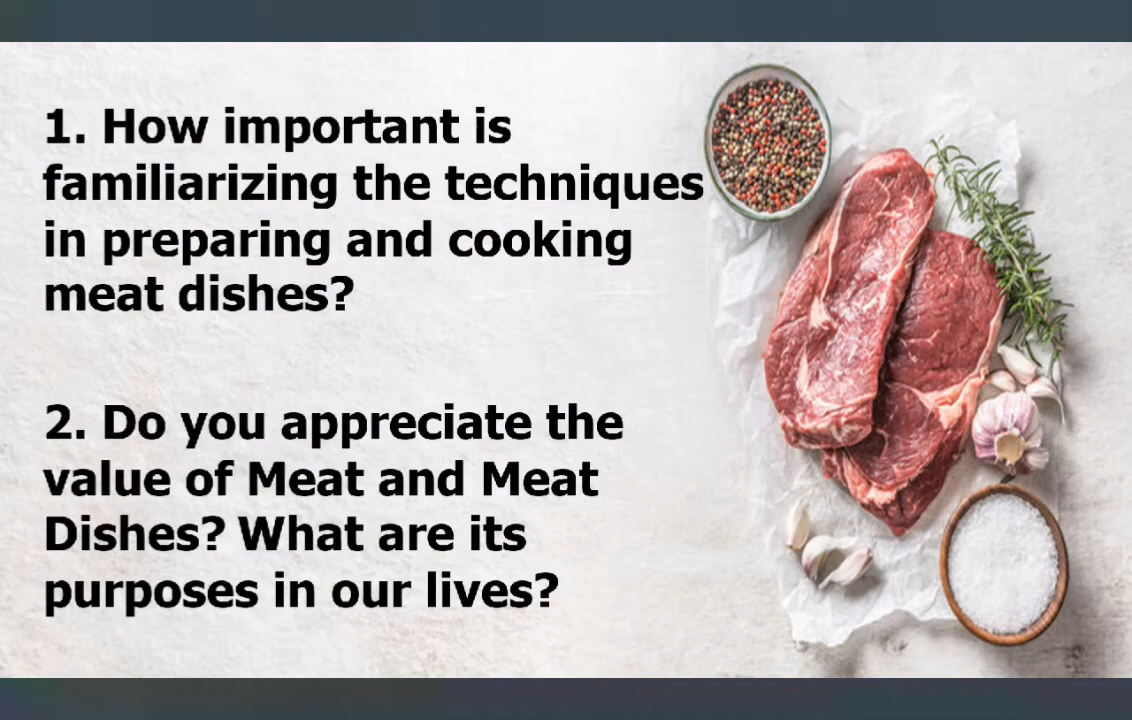 1. How important is
familiarizing the techniques
in preparing and cooking
meat dishes?
2. Do you appreciate the
value of Meat and Meat
Dishes? What are its
purposes in our lives?